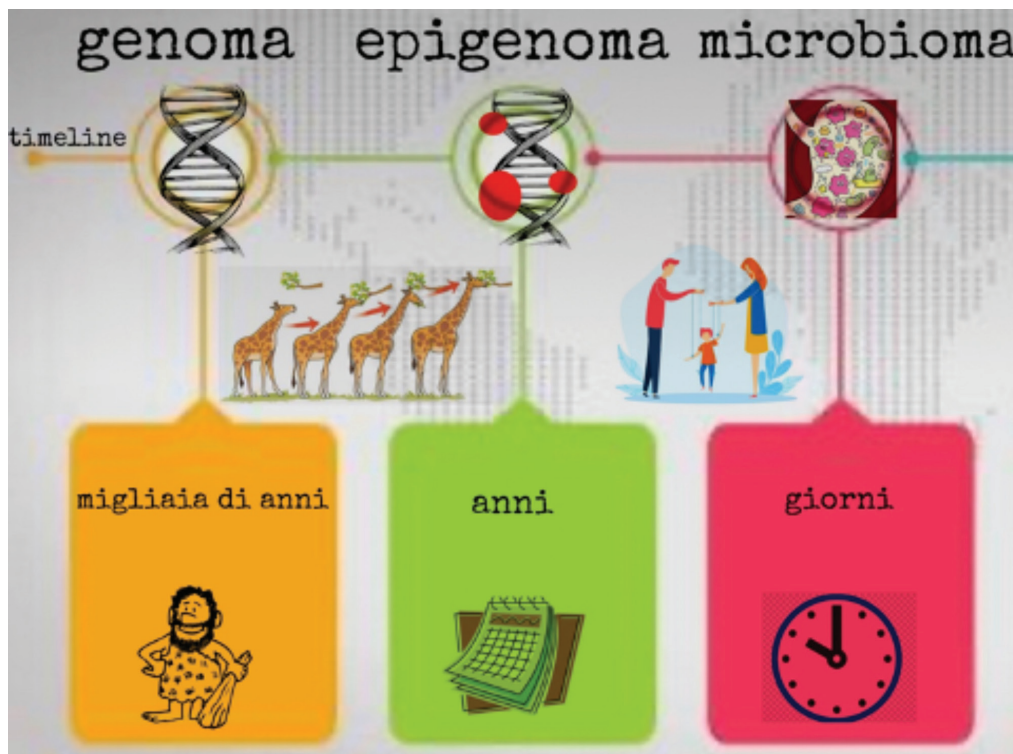 genoma epigenoma microbioma
timeline
migliaia di anni
anni
giorni